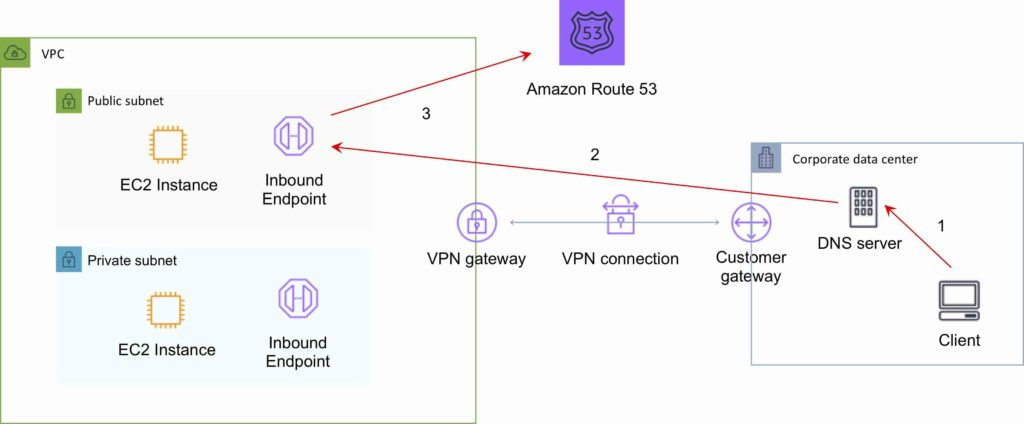 53
Amazon Route 53
VPC
Public subnet
EC2 Instance
Inbound
Endpoint
3
2
Corporate data center
1
DNS server
VPN gateway
VPN connection
Customer
gateway
Client
Private subnet
EC2 Instance
Inbound
Endpoint